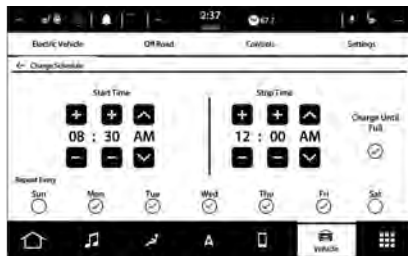 2:37
67
Electric Vehicle Off Road Controls Settings
← Charge Schedule
Start Time Stop Time
Charge Until Full
08 : 30 AM 12 : 00 AM
Repeat Every
Sun Mon Tue Wed Thu Fri Sat
A
Vehicle